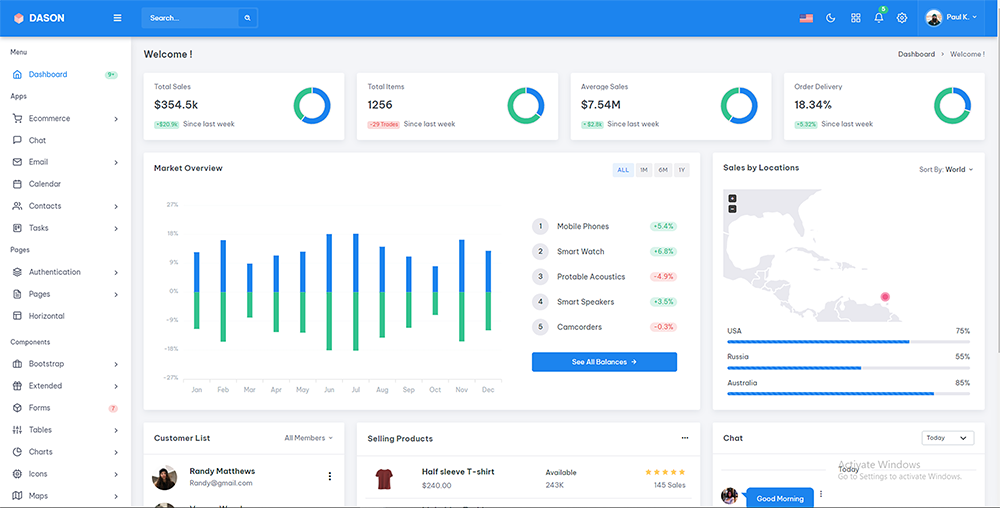 DASON
Search...
5
Paul K.
Menu
Dashboard 9+
Apps
Ecommerce
Chat
Email
Calendar
Contacts
Tasks
Pages
Authentication
Pages
Horizontal
Components
Bootstrap
Extended
Forms 7
Tables
Charts
Icons
Maps
Welcome !
Dashboard > Welcome !
Total Sales
$354.5k
+$20.9k Since last week
Total Items
1256
-29 Trades Since last week
Average Sales
$7.54M
+ $2.8k Since last week
Order Delivery
18.34%
+5.32% Since last week
Market Overview
ALL 1M 6M 1Y
27%
18%
9%
0%
-9%
-18%
-27%
Jan Feb Mar Apr May Jun Jul Aug Sep Oct Nov Dec
1 Mobile Phones +5.4%
2 Smart Watch +6.8%
3 Protable Acoustics -4.9%
4 Smart Speakers +3.5%
5 Camcorders -0.3%
See All Balances →
Sales by Locations
Sort By: World
+
−
USA 75%
Russia 55%
Australia 85%
Customer List
All Members
Randy Matthews
Randy@gmail.com
Selling Products
Half sleeve T-shirt
$240.00
Available
243K
145 Sales
Chat
Today
Today
Good Morning
Activate Windows
Go to Settings to activate Windows.